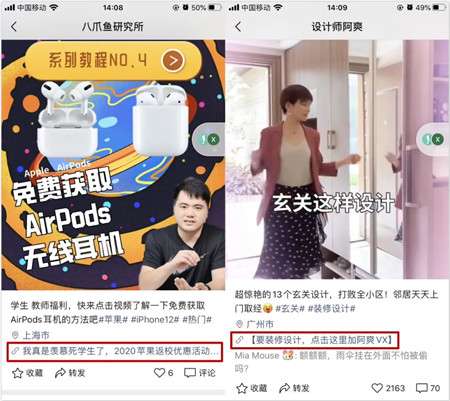 中国移动
14:08
50%
八爪鱼研究所
系列教程NO.4
Apple AirPods
免费获取
AirPods
无线耳机
学生 教师福利，快来点击视频了解一下免费获取
AirPods耳机的方法吧#苹果# #iPhone12# #热门#
上海市
我真是羡慕死学生了，2020苹果返校优惠活动...
收藏
转发
6
评论
中国移动
14:09
49%
设计师阿爽
玄关这样设计
超惊艳的13个玄关设计，打败全小区！邻居天天上
门取经 #玄关# #装修设计#
广州市
【要装修设计，点击这里加阿爽VX】
Mia Mouse : 额额额，雨伞挂在外面不怕被偷
吗？
收藏
转发
2163
70